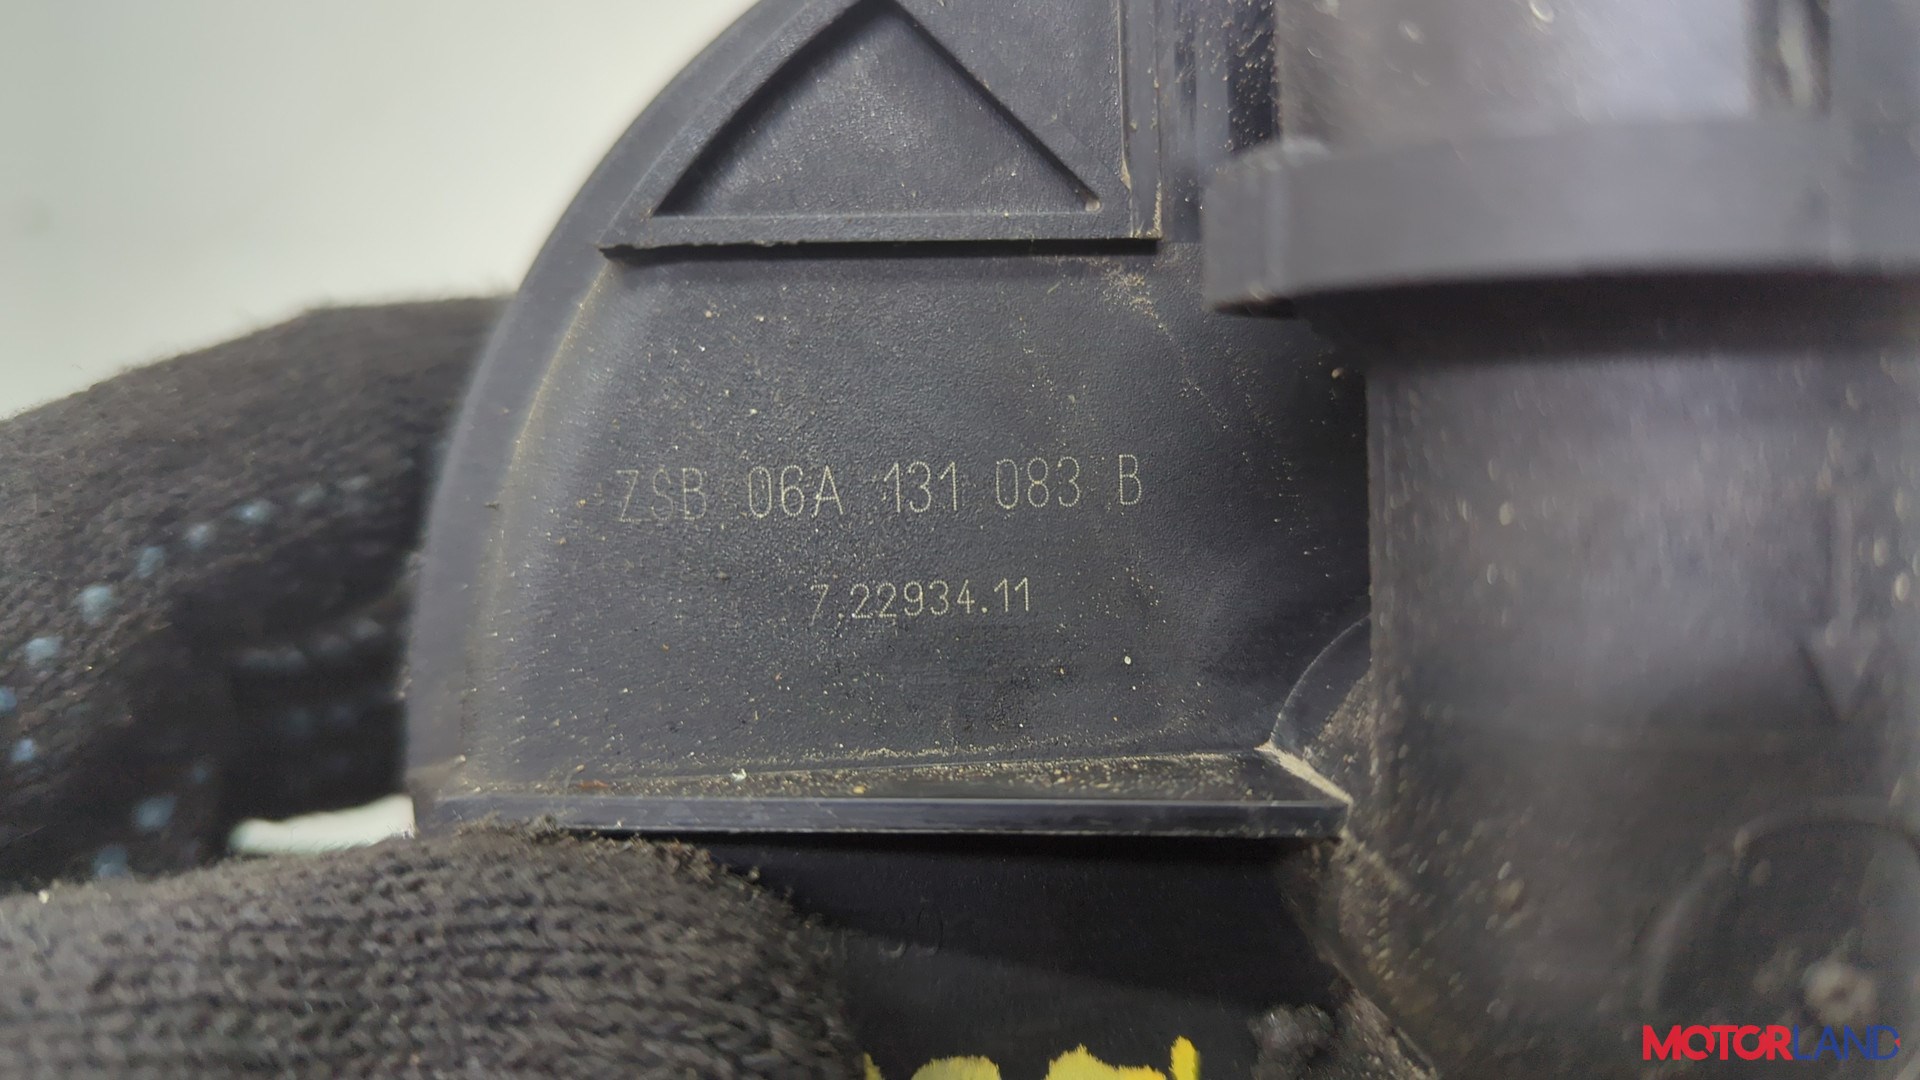 ZSB 06A 131 083 B
7.22934.11
MOTORLAND